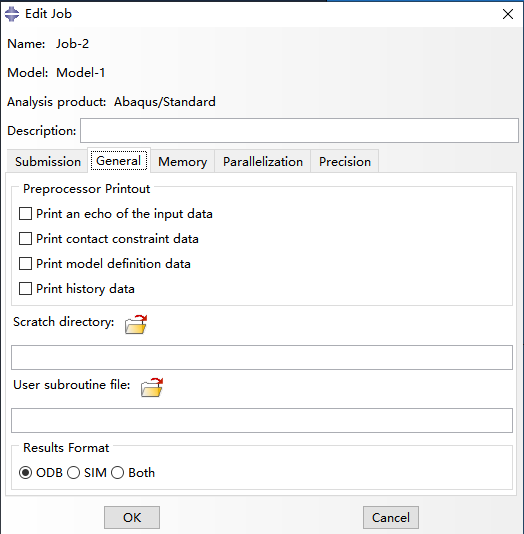 Edit Job
Name: Job-2
Model: Model-1
Analysis product: Abaqus/Standard
Description:
Submission General Memory Parallelization Precision
Preprocessor Printout
Print an echo of the input data
Print contact constraint data
Print model definition data
Print history data
Scratch directory:
User subroutine file:
Results Format
ODB SIM Both
OK Cancel